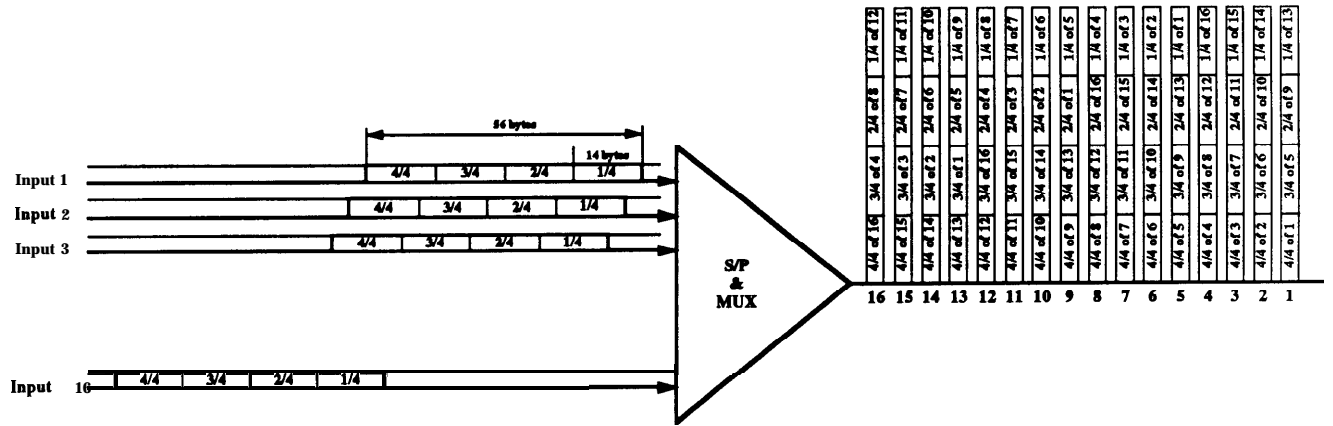 56 bytes
14 bytes
Input 1 4/4 3/4 2/4 1/4
Input 2 4/4 3/4 2/4 1/4
Input 3 4/4 3/4 2/4 1/4
Input 16 4/4 3/4 2/4 1/4
S/P
&
MUX
1/4 of 12 1/4 of 11 1/4 of 10 1/4 of 9 1/4 of 8 1/4 of 7 1/4 of 6 1/4 of 5 1/4 of 4 1/4 of 3 1/4 of 2 1/4 of 1 1/4 of 16 1/4 of 15 1/4 of 14 1/4 of 13
2/4 of 8 2/4 of 7 2/4 of 6 2/4 of 5 2/4 of 4 2/4 of 3 2/4 of 2 2/4 of 1 2/4 of 16 2/4 of 15 2/4 of 14 2/4 of 13 2/4 of 12 2/4 of 11 2/4 of 10 2/4 of 9
3/4 of 4 3/4 of 3 3/4 of 2 3/4 of 1 3/4 of 16 3/4 of 15 3/4 of 14 3/4 of 13 3/4 of 12 3/4 of 11 3/4 of 10 3/4 of 9 3/4 of 8 3/4 of 7 3/4 of 6 3/4 of 5
4/4 of 16 4/4 of 15 4/4 of 14 4/4 of 13 4/4 of 12 4/4 of 11 4/4 of 10 4/4 of 9 4/4 of 8 4/4 of 7 4/4 of 6 4/4 of 5 4/4 of 4 4/4 of 3 4/4 of 2 4/4 of 1
16 15 14 13 12 11 10 9 8 7 6 5 4 3 2 1